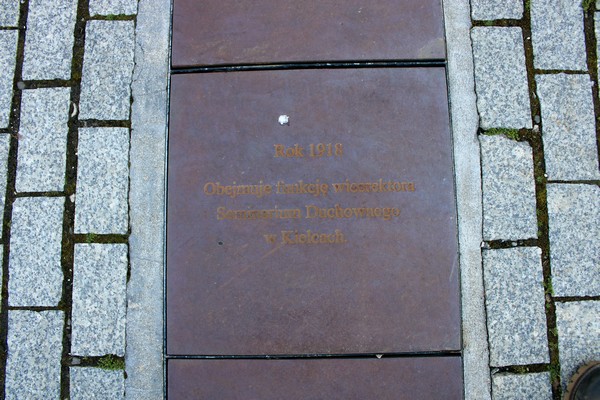 Rok 1918
Obejmuje funkcję wicerektora
Seminarium Duchownego
w Kielcach